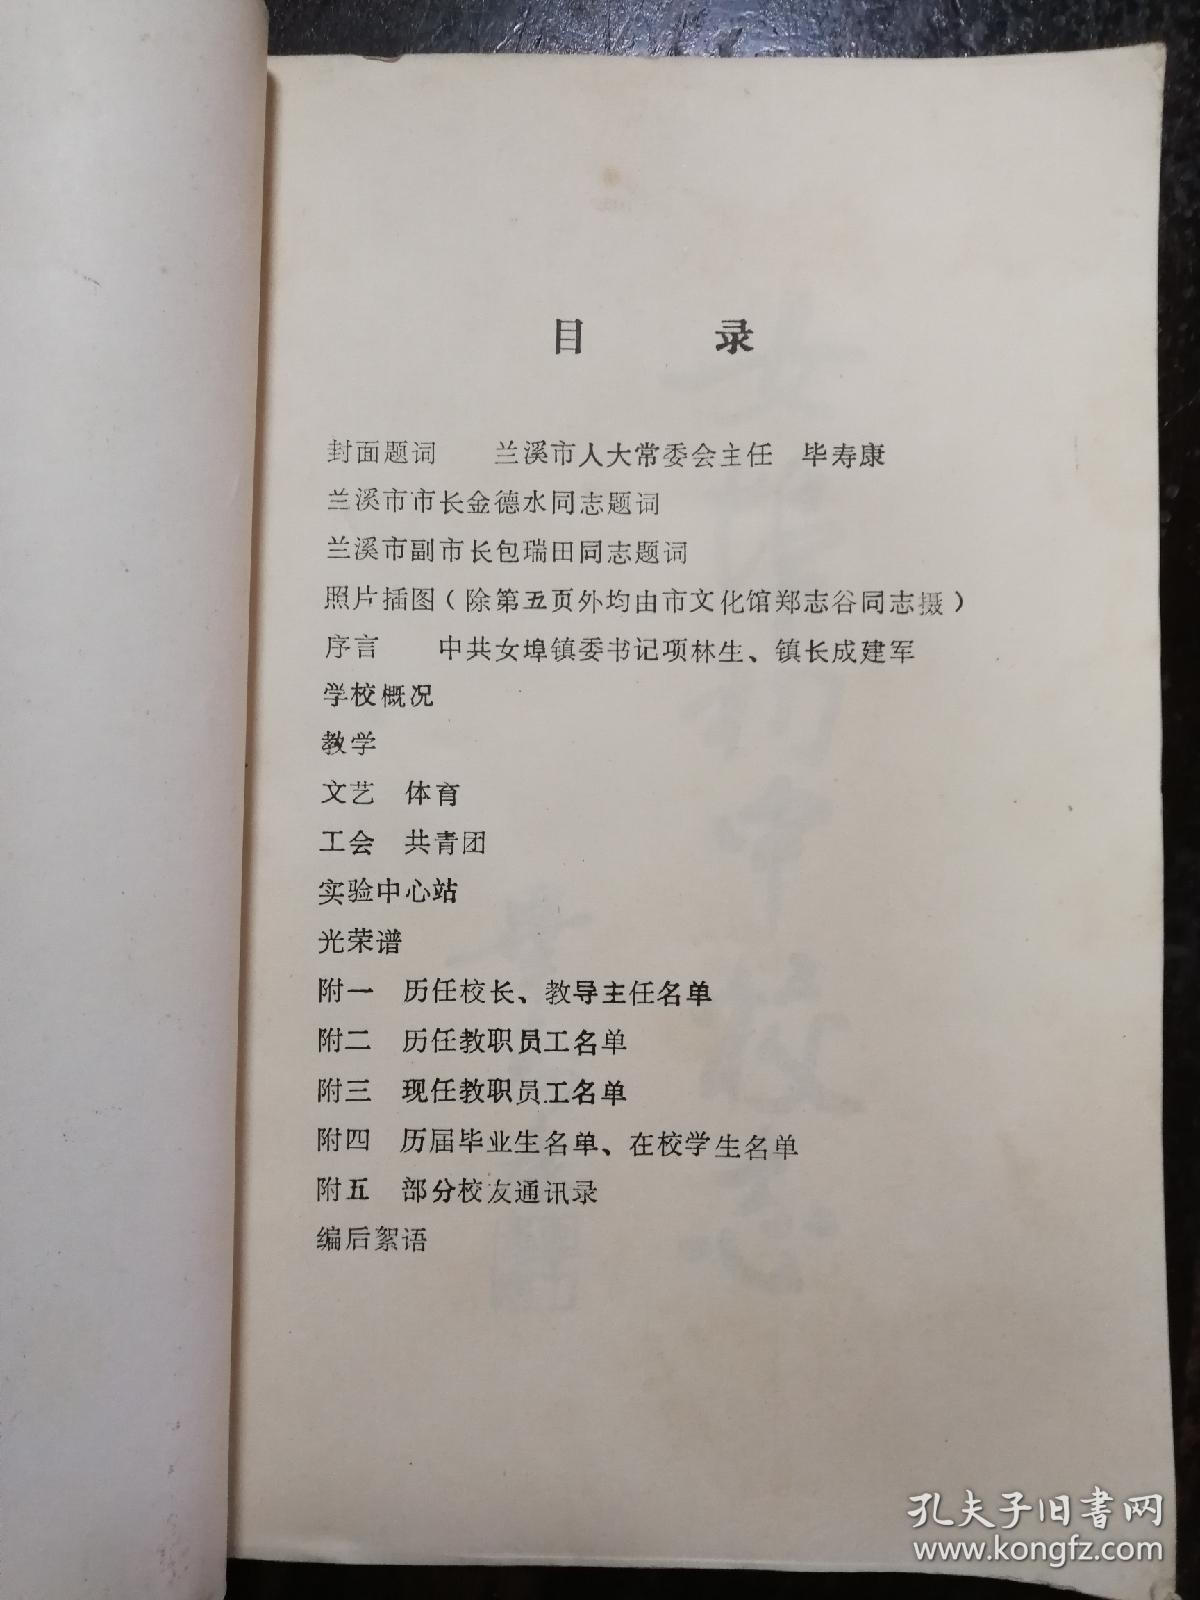 目 录
封面题词 兰溪市人大常委会主任 毕寿康
兰溪市市长金德水同志题词
兰溪市副市长包瑞田同志题词
照片插图(除第五页外均由市文化馆郑志谷同志摄)
序言 中共女埠镇委书记项林生、镇长成建军
学校概况
教学
文艺 体育
工会 共青团
实验中心站
光荣谱
附一 历任校长、教导主任名单
附二 历任教职员工名单
附三 现任教职员工名单
附四 历届毕业生名单、在校学生名单
附五 部分校友通讯录
编后絮语
孔夫子旧书网
www.kongfz.com